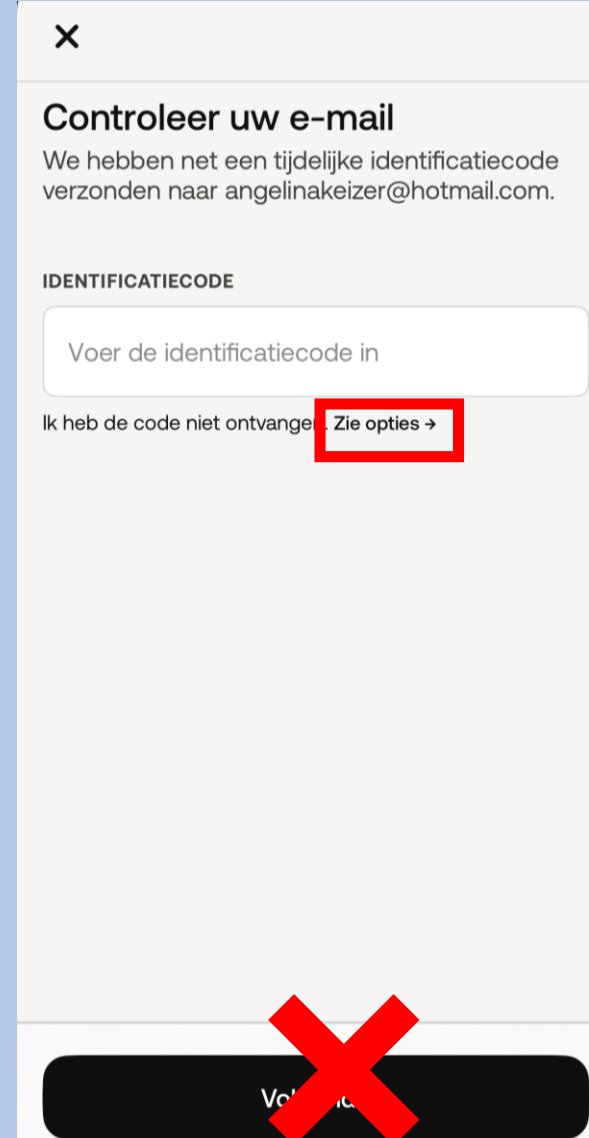 Controleer uw e-mail
We hebben net een tijdelijke identificatiecode
verzonden naar angelinakeizer@hotmail.com.
IDENTIFICATIECODE
Voer de identificatiecode in
Ik heb de code niet Zie opties →